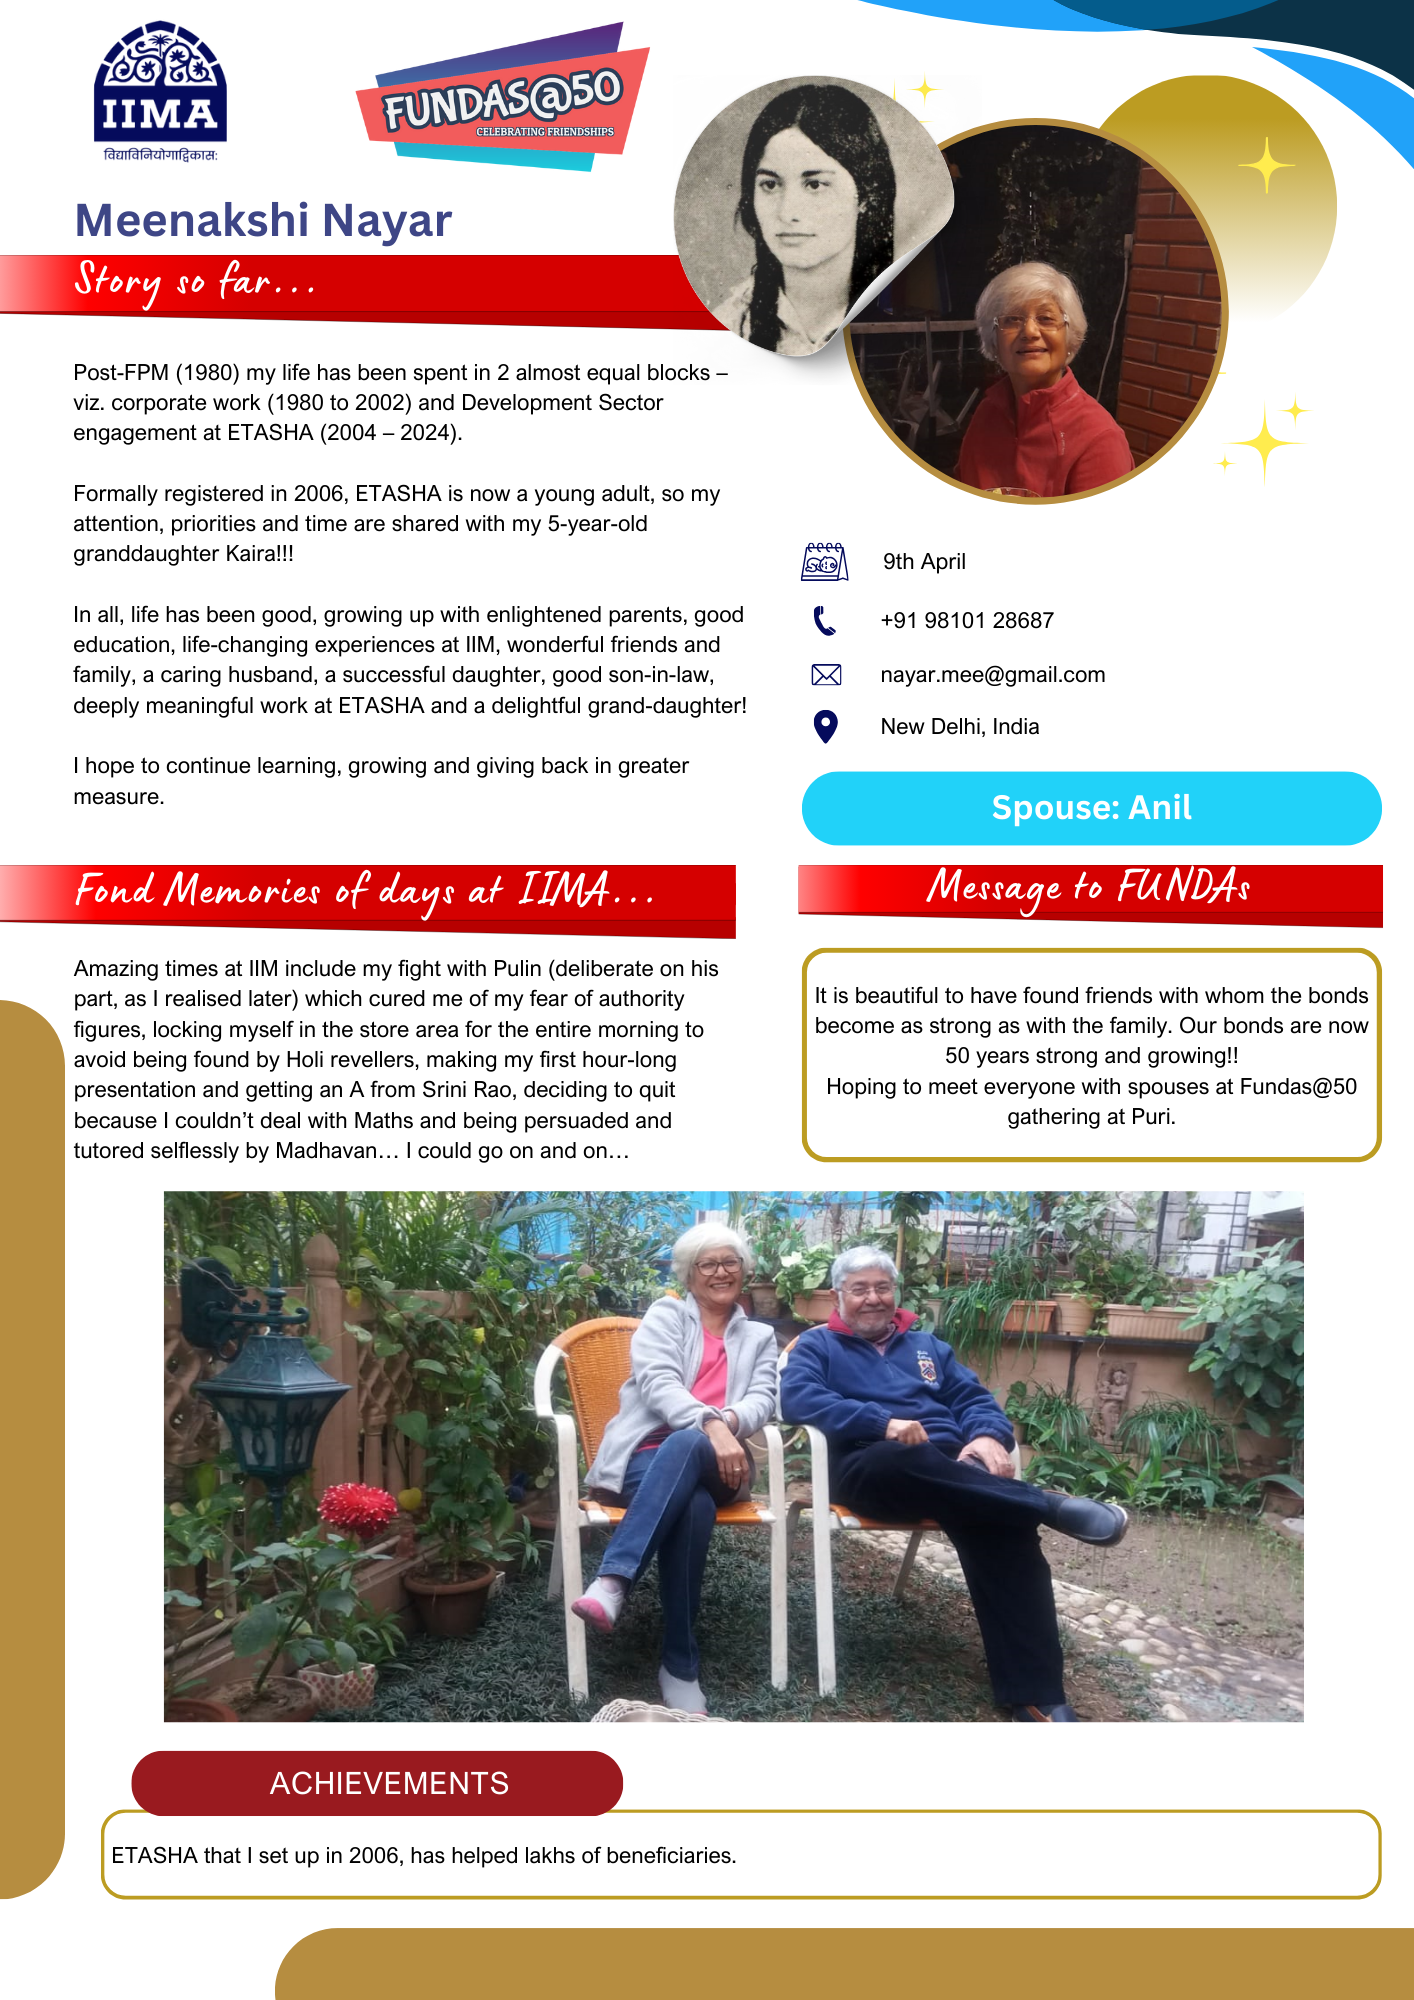 IIMA
विद्याविनियोगाद्विकास:
FUNDAS@50
CELEBRATING FRIENDSHIPS
Meenakshi Nayar
Story so far...
Post-FPM (1980) my life has been spent in 2 almost equal blocks –
viz. corporate work (1980 to 2002) and Development Sector
engagement at ETASHA (2004 – 2024).
Formally registered in 2006, ETASHA is now a young adult, so my
attention, priorities and time are shared with my 5-year-old
granddaughter Kaira!!!
In all, life has been good, growing up with enlightened parents, good
education, life-changing experiences at IIM, wonderful friends and
family, a caring husband, a successful daughter, good son-in-law,
deeply meaningful work at ETASHA and a delightful grand-daughter!
I hope to continue learning, growing and giving back in greater
measure.
9th April
+91 98101 28687
nayar.mee@gmail.com
New Delhi, India
Spouse: Anil
Fond Memories of days at IIMA...
Amazing times at IIM include my fight with Pulin (deliberate on his
part, as I realised later) which cured me of my fear of authority
figures, locking myself in the store area for the entire morning to
avoid being found by Holi revellers, making my first hour-long
presentation and getting an A from Srini Rao, deciding to quit
because I couldn’t deal with Maths and being persuaded and
tutored selflessly by Madhavan… I could go on and on…
Message to FUNDAs
It is beautiful to have found friends with whom the bonds
become as strong as with the family. Our bonds are now
50 years strong and growing!!
Hoping to meet everyone with spouses at Fundas@50
gathering at Puri.
ACHIEVEMENTS
ETASHA that I set up in 2006, has helped lakhs of beneficiaries.